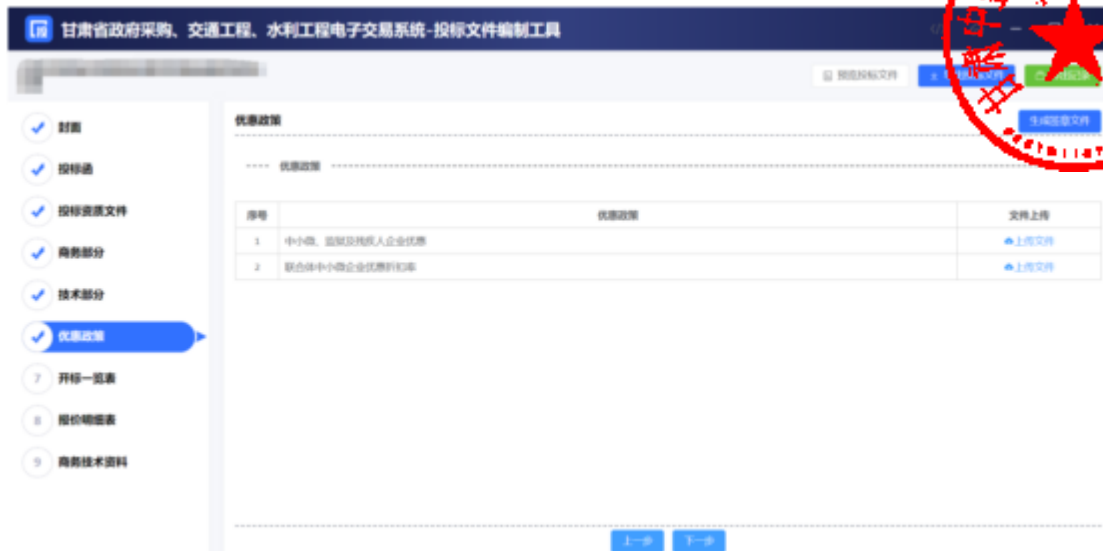 甘肃省政府采购、交通工程、水利工程电子交易系统-投标文件编制工具
预览投标文件
生成签章文件
封面
投标函
投标资质文件
商务部分
技术部分
优惠政策
7 开标一览表
8 报价明细表
9 商务技术资料
优惠政策
优惠政策
序号 优惠政策 文件上传
1 中小微、监狱及残疾人企业优惠 上传文件
2 联合体中小微企业优惠折扣率 上传文件
上一步 下一步